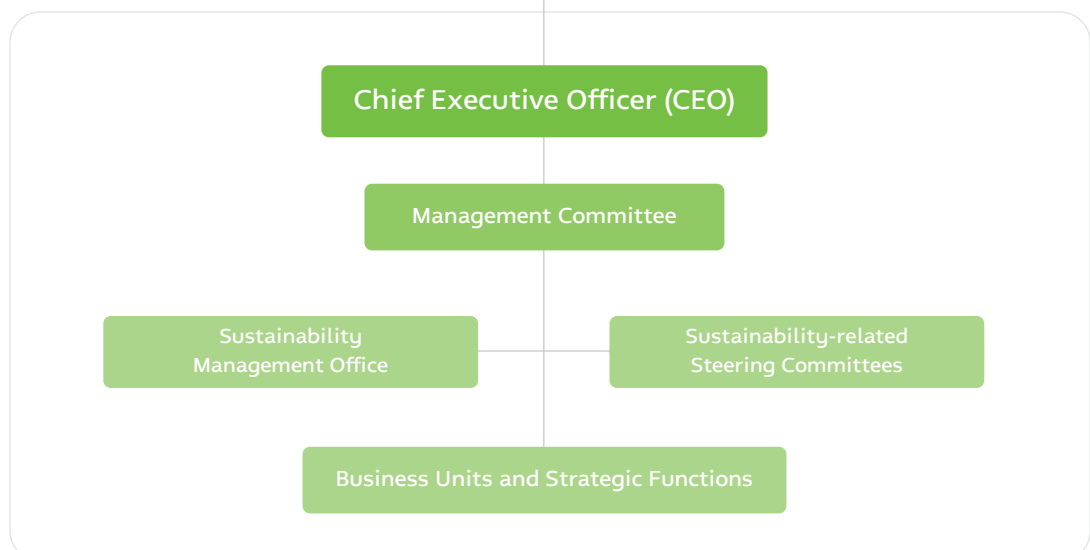 Chief Executive Officer (CEO)
Management Committee
Sustainability
Management Office
Sustainability-related
Steering Committees
Business Units and Strategic Functions